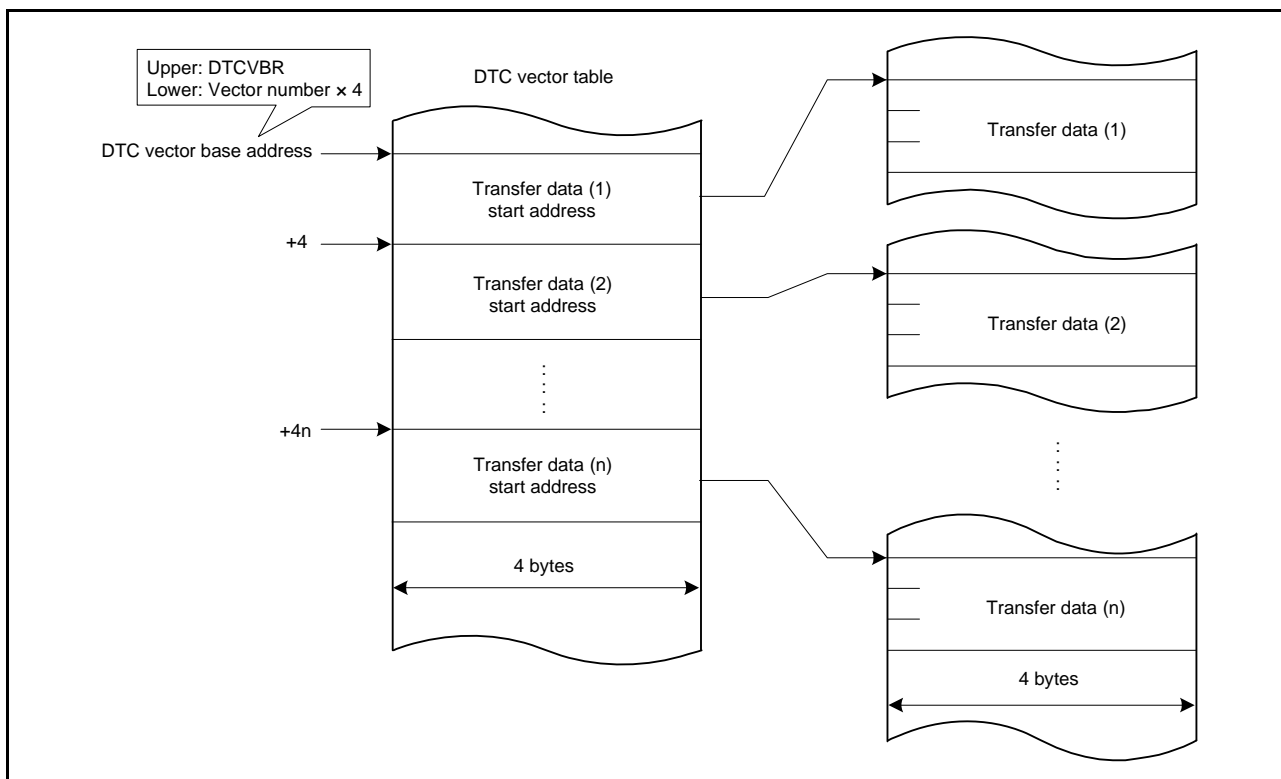 Upper: DTCVBR
Lower: Vector number × 4
DTC vector table
DTC vector base address
Transfer data (1)
start address
+4
Transfer data (2)
start address
+4n
Transfer data (n)
start address
4 bytes
Transfer data (1)
Transfer data (2)
Transfer data (n)
4 bytes